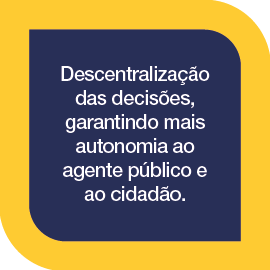 Descentralização
das decisões,
garantindo mais
autonomia ao
agente público e
ao cidadão.